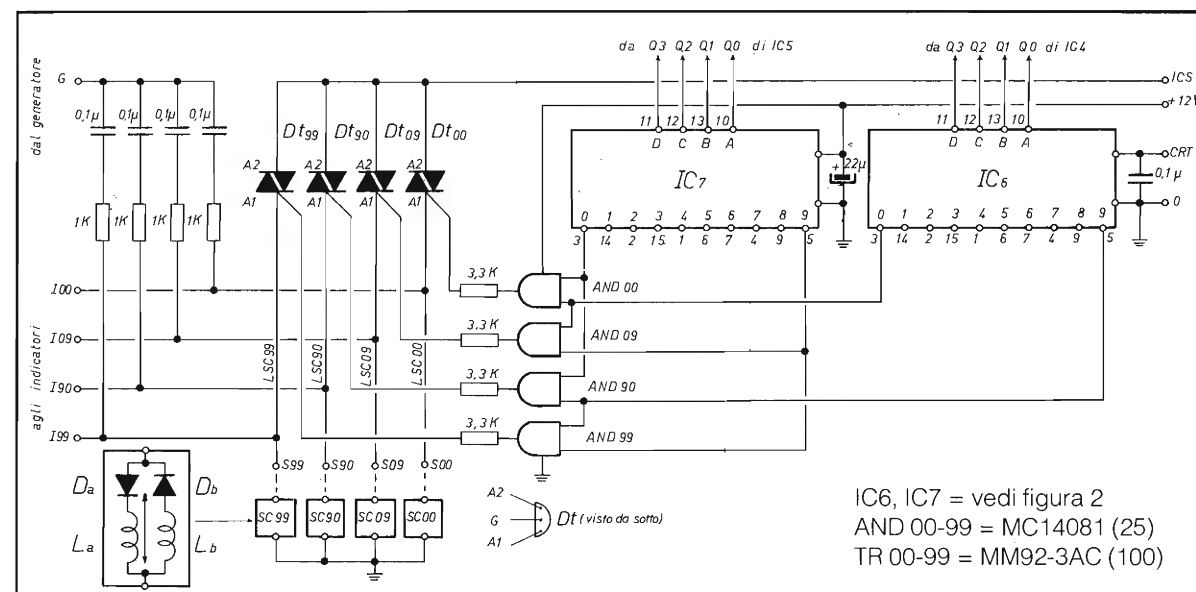 da Q3 Q2 Q1 Q0 di IC5
da Q3 Q2 Q1 Q0 di IC4
dal generatore
G
ICS
+12V
0,1µ 0,1µ 0,1µ 0,1µ
Dt99 Dt90 Dt09 Dt00
11 12 13 10
D C B A
11 12 13 10
D C B A
A2 A2 A2 A2
A1 A1 A1 A1
IC7
+ 22µ
IC6
CRT
0,1µ
0
1K 1K 1K 1K
0 1 2 3 4 5 6 7 8 9
3 14 2 15 1 6 7 4 9 5
0 1 2 3 4 5 6 7 8 9
3 14 2 15 1 6 7 4 9 5
agli indicatori
I00
3,3K
AND 00
I09
3,3K
AND 09
LSC99 LSC90 LSC09 LSC00
I90
3,3K
AND 90
I99
3,3K
AND 99
S99 S90 S09 S00
Da Db
La Lb
SC99 SC90 SC09 SC00
A2
G
A1
Dt (visto da sotto)
IC6, IC7 = vedi figura 2
AND 00-99 = MC14081 (25)
TR 00-99 = MM92-3AC (100)